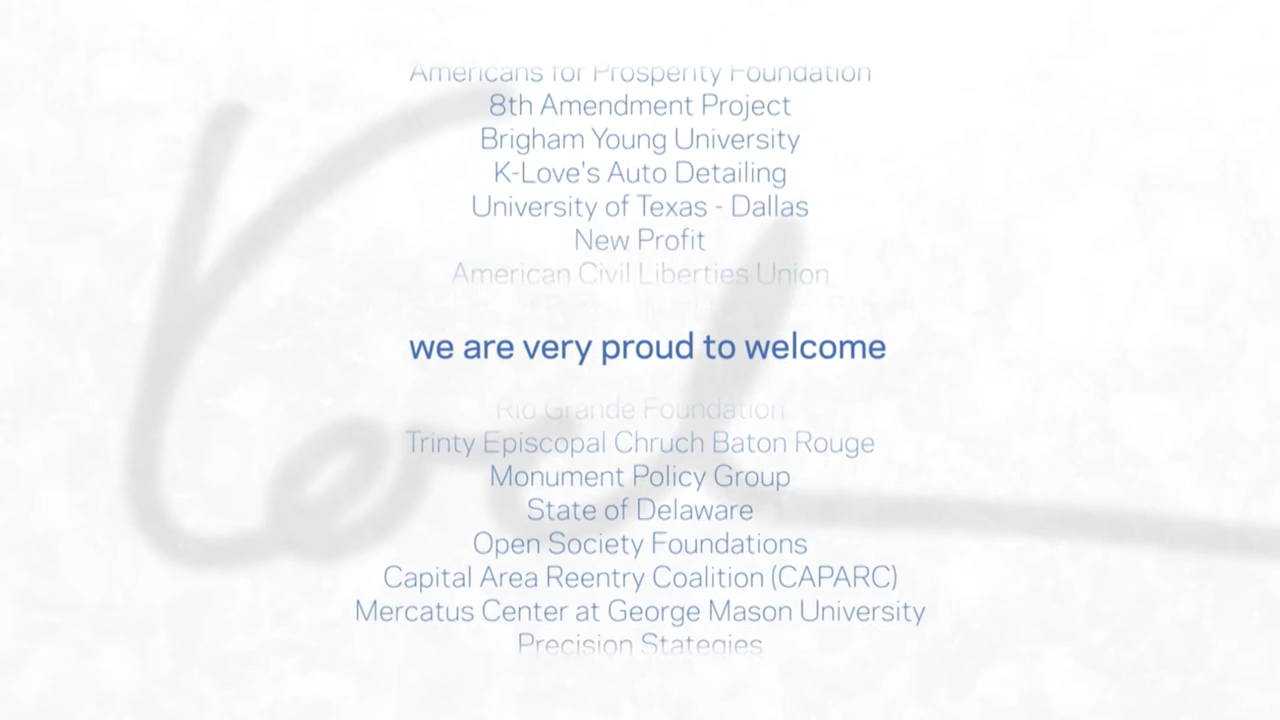 Americans for Prosperity Foundation
8th Amendment Project
Brigham Young University
K-Love's Auto Detailing
University of Texas - Dallas
New Profit
American Civil Liberties Union
we are very proud to welcome
Rio Grande Foundation
Trinty Episcopal Chruch Baton Rouge
Monument Policy Group
State of Delaware
Open Society Foundations
Capital Area Reentry Coalition (CAPARC)
Mercatus Center at George Mason University
Precision Stategies